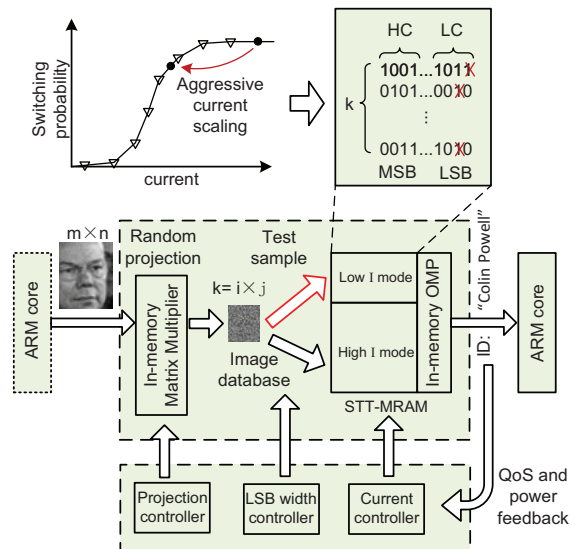 Switching
probability
Aggressive
current
scaling
current
HC LC
1001...1011
k
0101...0010
⋮
0011...1010
MSB LSB
m×n
Random
projection
Test
sample
k= i×j
ARM core
In-memory
Matrix Multiplier
Image
database
Low I mode
High I mode
In-memory OMP
STT-MRAM
ID: "Colin Powell"
ARM core
Projection
controller
LSB width
controller
Current
controller
QoS and
power
feedback